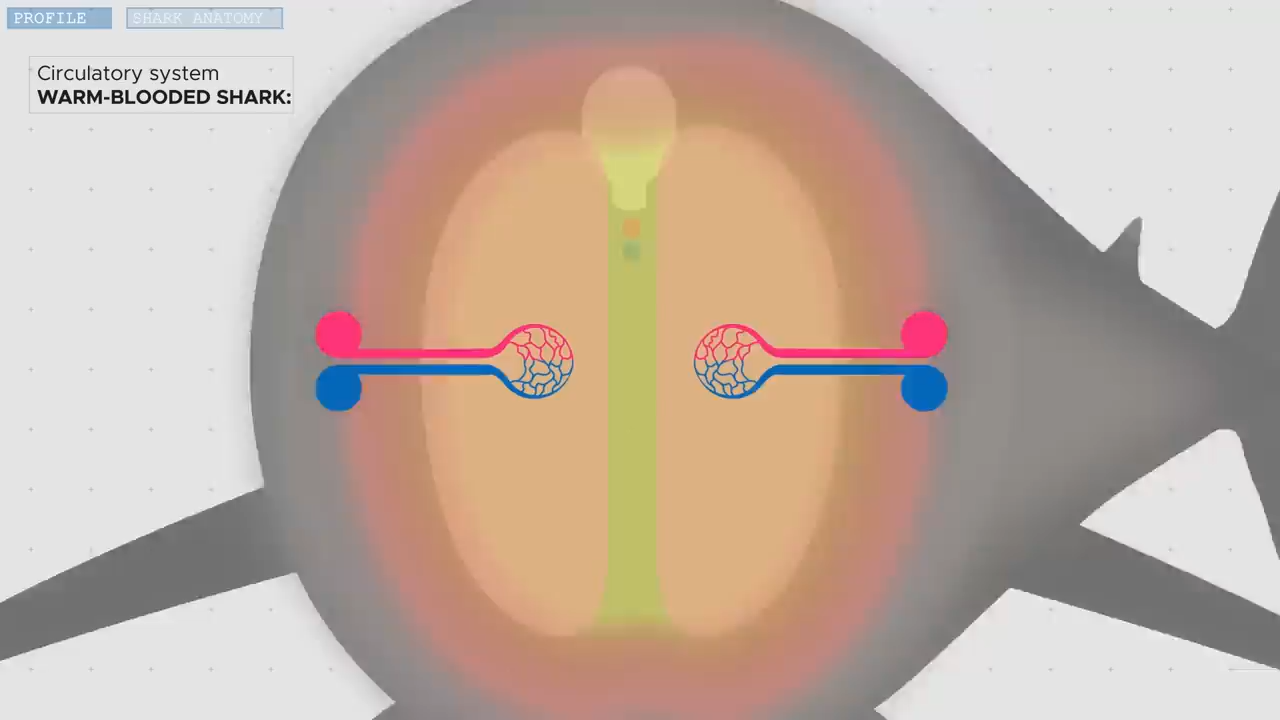 PROFILE
SHARK ANATOMY
Circulatory system
WARM-BLOODED SHARK: